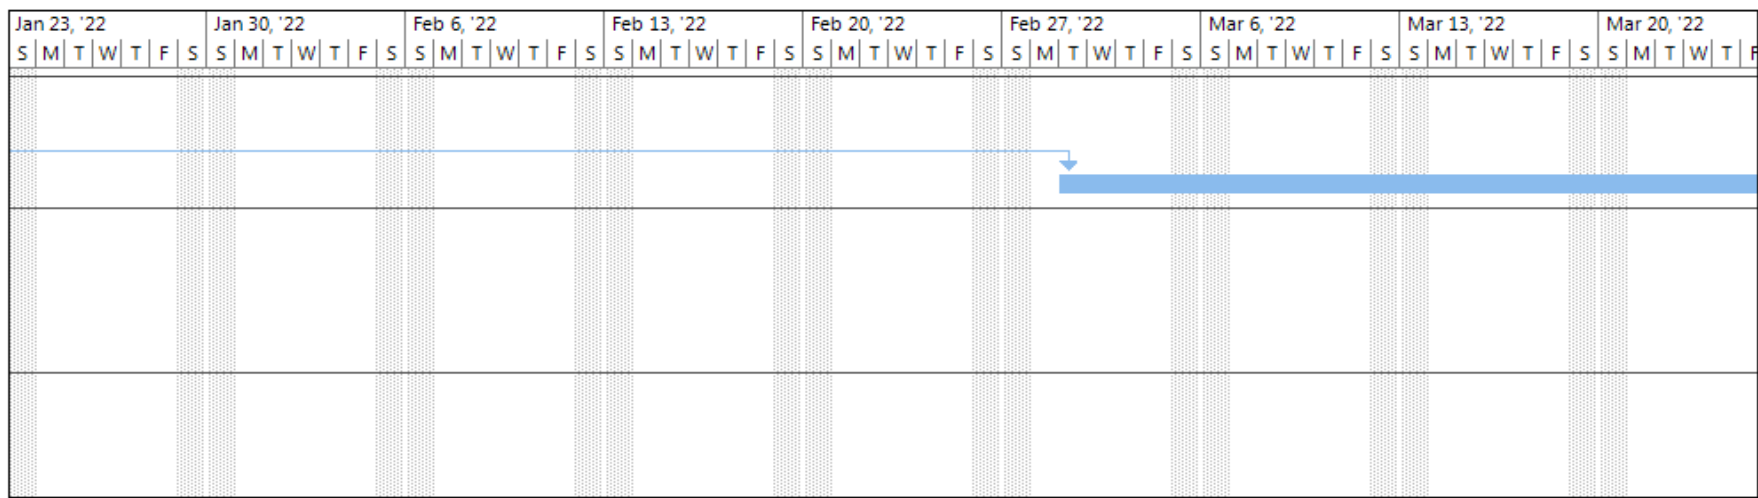 Jan 23, '22 Jan 30, '22 Feb 6, '22 Feb 13, '22 Feb 20, '22 Feb 27, '22 Mar 6, '22 Mar 13, '22 Mar 20, '22
S M T W T F S S M T W T F S S M T W T F S S M T W T F S S M T W T F S S M T W T F S S M T W T F S S M T W T F S S M T W T F